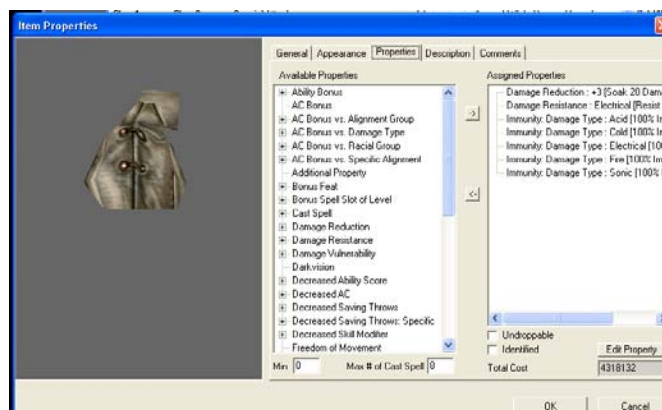 Item Properties
General Appearance Properties Description Comments
Available Properties
Ability Bonus
AC Bonus
AC Bonus vs. Alignment Group
AC Bonus vs. Damage Type
AC Bonus vs. Racial Group
AC Bonus vs. Specific Alignment
Additional Property
Bonus Feat
Bonus Spell Slot of Level
Cast Spell
Damage Reduction
Damage Resistance
Damage Vulnerability
Darkvision
Decreased Ability Score
Decreased AC
Decreased Saving Throws
Decreased Saving Throws: Specific
Decreased Skill Modifier
Freedom of Movement
Min 0 Max # of Cast Spell 0
Assigned Properties
Damage Reduction : +3 [Soak 20 Dam
Damage Resistance : Electrical [Resist
Immunity: Damage Type : Acid [100% Im
Immunity: Damage Type : Cold [100% Im
Immunity: Damage Type : Electrical [100
Immunity: Damage Type : Fire [100% Im
Immunity: Damage Type : Sonic [100% I
Undroppable
Identified
Edit Property
Total Cost 4318132
OK Cancel